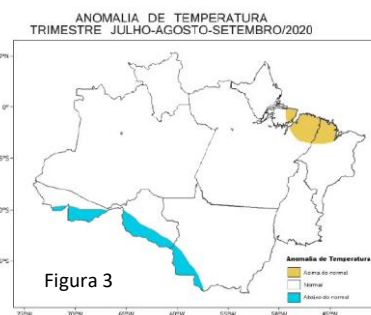 ANOMALIA DE TEMPERATURA
TRIMESTRE JULHO-AGOSTO-SETEMBRO/2020
Anomalia de Temperatura
Acima do normal
Normal
Abaixo do normal
Figura 3